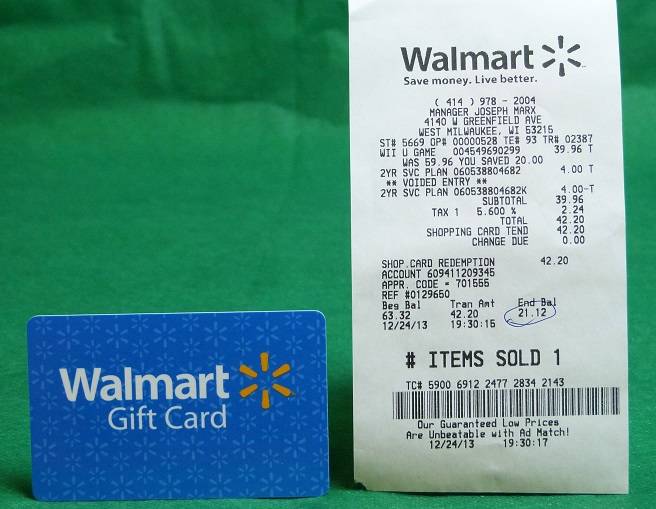 Walmart
Save money. Live better.
( 414 ) 978 - 2004
MANAGER JOSEPH MARX
4140 W GREENFIELD AVE
WEST MILWAUKEE, WI 53215
ST# 5669 OP# 00000528 TE# 93 TR# 02387
WII U GAME 004549690299 39.96 T
WAS 59.96 YOU SAVED 20.00
2YR SVC PLAN 060538804682 4.00 T
** VOIDED ENTRY **
2YR SVC PLAN 060538804682K 4.00-T
SUBTOTAL 39.96
TAX 1 5.600 % 2.24
TOTAL 42.20
SHOPPING CARD TEND 42.20
CHANGE DUE 0.00
SHOP.CARD REDEMPTION 42.20
ACCOUNT 609411209345
APPR. CODE = 701555
REF #0129650
Beg Bal Tran Amt End Bal
63.32 42.20 21.12
12/24/13 19:30:15
# ITEMS SOLD 1
TC# 5900 6912 2477 2834 2143
Our Guaranteed Low Prices
Are Unbeatable with Ad Match!
12/24/13 19:30:17
Walmart
Gift Card